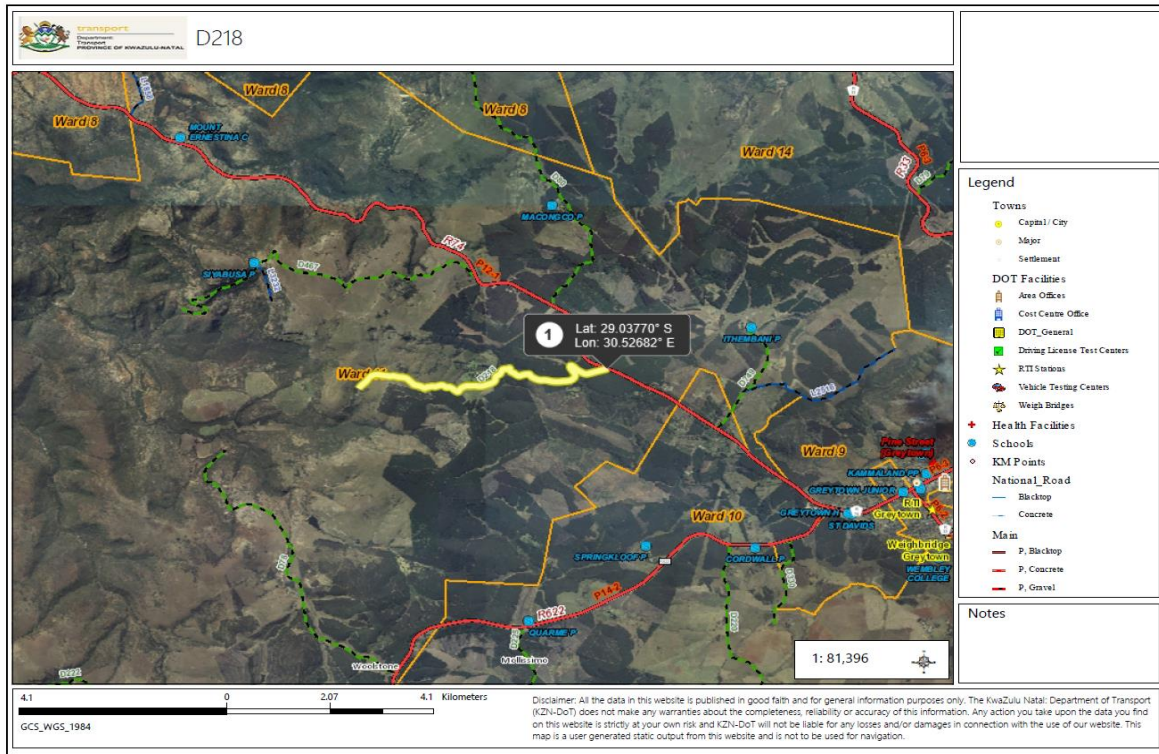 transport
Department:
Transport
PROVINCE OF KWAZULU-NATAL
D218
Ward 8
Ward 8
Ward 8
MOUNT
ERNESTINA C
Ward 14
R33
MACONGCO P
R74
P12-1
D467
SIYABUSA P
1
Lat: 29.03770° S
Lon: 30.52682° E
ITHEMBANI P
D218
Ward
Ward 9
Pine Street
(Greytown)
KAMMALAND PP
GREYTOWN JUNIOR
RTI
Greytown
GREYTOWN H
ST DAVIDS
Ward 10
Weighbridge
Greytown
WEMBLEY
COLLEGE
SPRINGKLOOF P
CORDWALL P
P14-2
R622
QUARME P
Weolstone
Mellissimo
1: 81,396
Legend
Towns
Capital / City
Major
Settlement
DOT Facilities
Area Offices
Cost Centre Office
DOT_General
Driving License Test Centers
RTI Stations
Vehicle Testing Centers
Weigh Bridges
Health Facilities
Schools
KM Points
National_Road
Blacktop
Concrete
Main
P, Blacktop
P, Concrete
P, Gravel
Notes
4.1 0 2.07 4.1 Kilometers
GCS_WGS_1984
Disclaimer: All the data in this website is published in good faith and for general information purposes only. The KwaZulu Natal: Department of Transport
(KZN-DoT) does not make any warranties about the completeness, reliability or accuracy of this information. Any action you take upon the data you find
on this website is strictly at your own risk and KZN-DoT will not be liable for any losses and/or damages in connection with the use of our website. This
map is a user generated static output from this website and is not to be used for navigation.